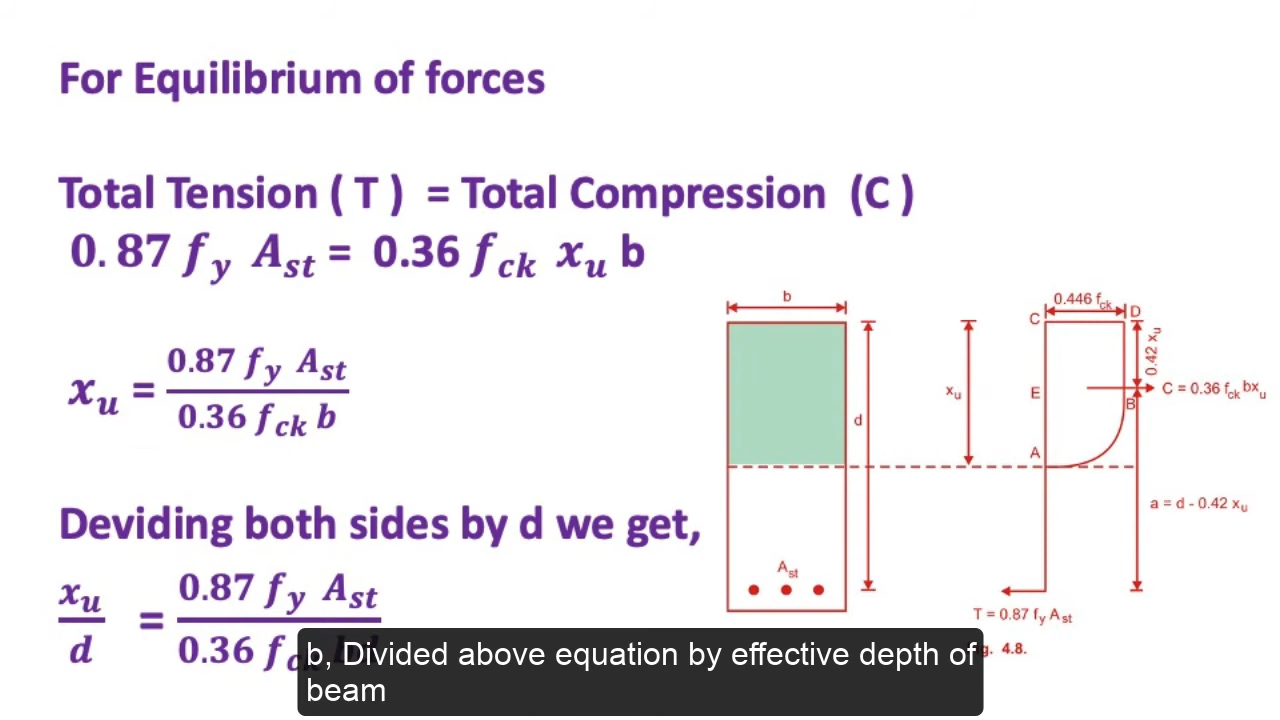 For Equilibrium of forces
Total Tension ( T ) = Total Compression (C )
0. 87 f_y A_st = 0.36 f_ck x_u b
x_u = 0.87 f_y A_st / 0.36 f_ck b
Deviding both sides by d we get,
x_u / d = 0.87 f_y A_st / 0.36
b
d
A_st
x_u
0.446 f_ck
C
D
0.42 x_u
E
B
C = 0.36 f_ck bx_u
A
a = d - 0.42 x_u
T = 0.87 f_y A_st
4.8.
b, Divided above equation by effective depth of
beam